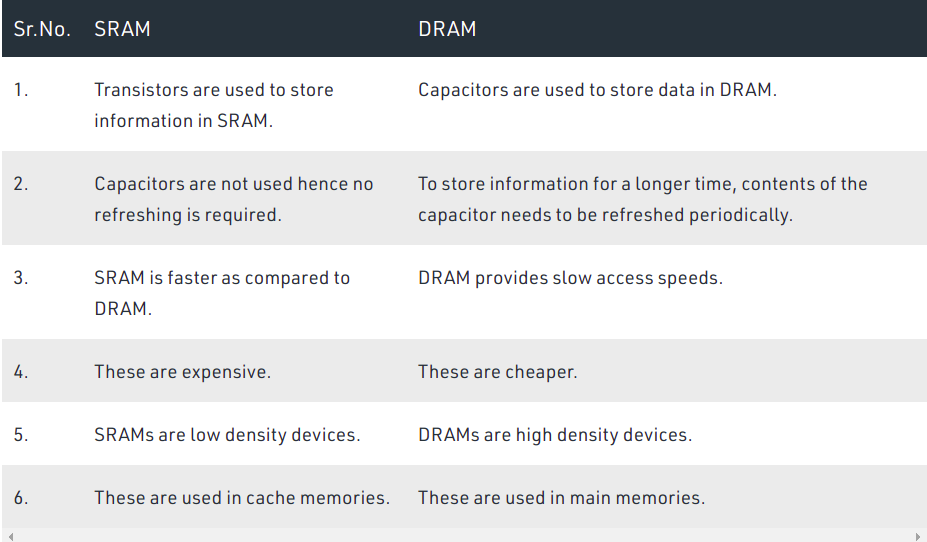 Sr.No. SRAM DRAM
1. Transistors are used to store Capacitors are used to store data in DRAM.
information in SRAM.
2. Capacitors are not used hence no To store information for a longer time, contents of the
refreshing is required. capacitor needs to be refreshed periodically.
3. SRAM is faster as compared to DRAM provides slow access speeds.
DRAM.
4. These are expensive. These are cheaper.
5. SRAMs are low density devices. DRAMs are high density devices.
6. These are used in cache memories. These are used in main memories.